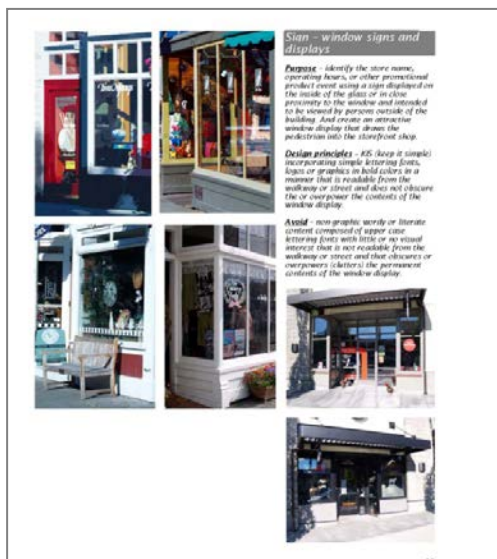 Sign – window signs and
displays
Purpose – identify the store name,
operating hours, or other promotional
product event using a sign displayed on
the inside of the glass or in close
proximity to the window and intended
to be viewed by persons outside of the
building. And create an attractive
window display that draws the
pedestrian into the storefront shop.
Design principles – KIS (keep it simple)
incorporating simple lettering fonts,
logos or graphics in bold colors in a
manner that is readable from the
walkway or street and does not obscure
the or overpower the contents of the
window display.
Avoid – non-graphic wordy or literate
content composed of upper case
lettering fonts with little or no visual
interest that is not readable from the
walkway or street and that obscures or
overpowers (clutters) the permanent
contents of the window display.